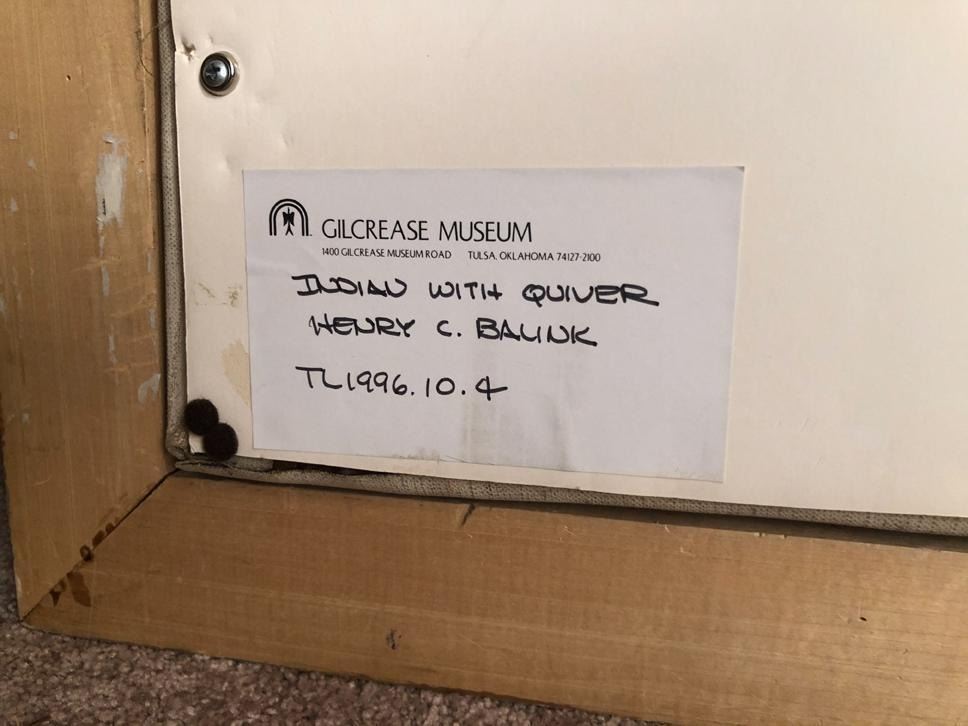 GILCREASE MUSEUM
1400 GILCREASE MUSEUM ROAD TULSA, OKLAHOMA 74127-2100
INDIAN WITH QUIVER
HENRY C. BALINK
TL1996.10.4